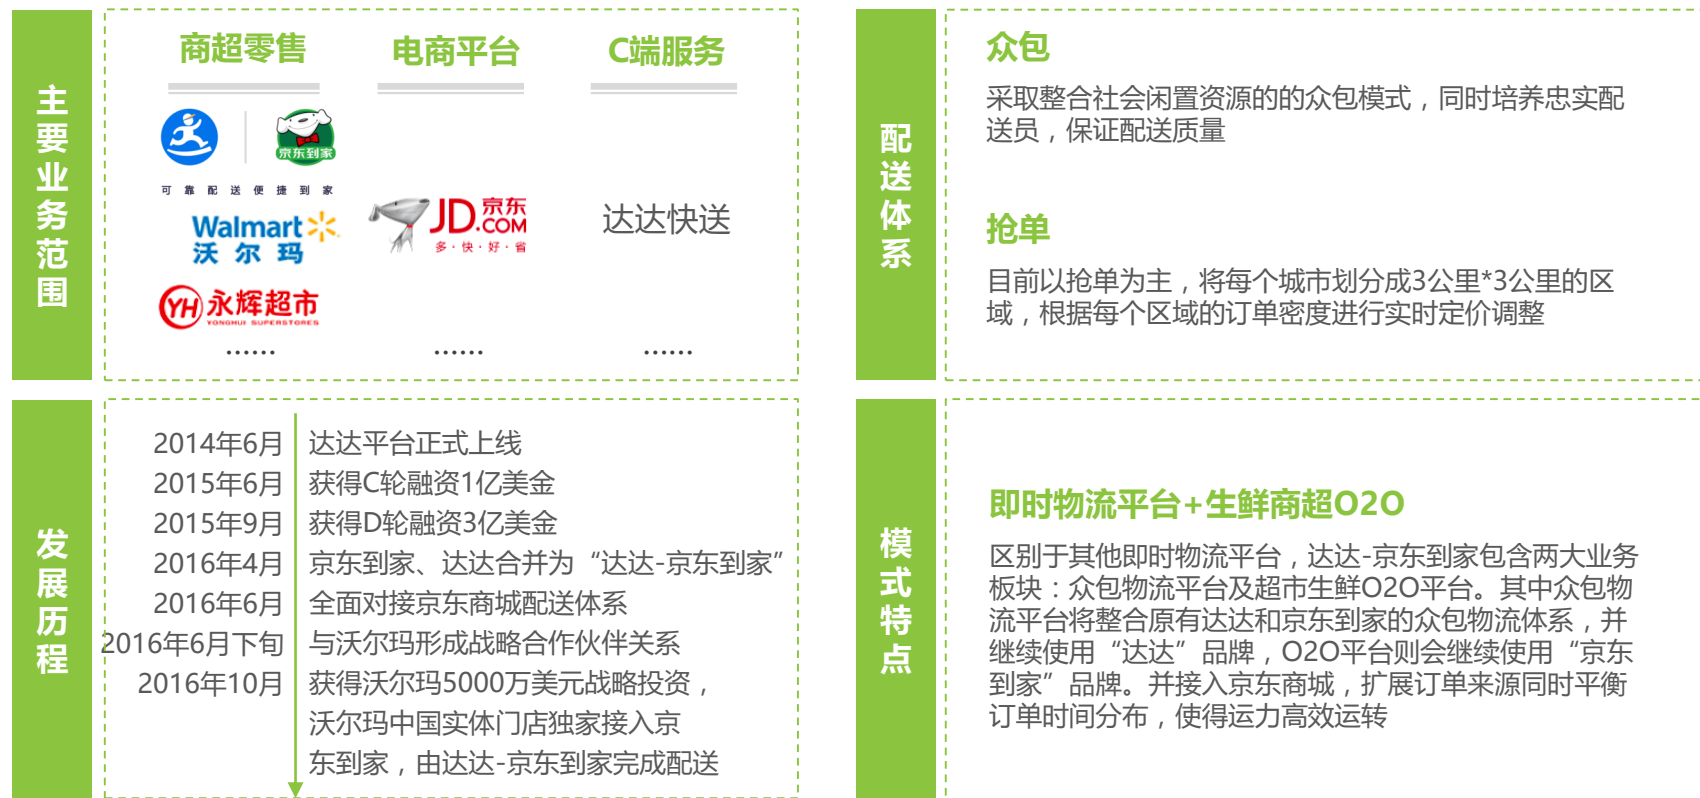 主要业务范围
商超零售
电商平台
C端服务
京东到家
可靠配送便捷到家
Walmart
沃尔玛
YH永辉超市
YONGHUI SUPERSTORES
JD.京东
.COM
多·快·好·省
达达快送
……
……
……
配送体系
众包
采取整合社会闲置资源的的众包模式，同时培养忠实配
送员，保证配送质量
抢单
目前以抢单为主，将每个城市划分成3公里*3公里的区
域，根据每个区域的订单密度进行实时定价调整
发展历程
2014年6月 达达平台正式上线
2015年6月 获得C轮融资1亿美金
2015年9月 获得D轮融资3亿美金
2016年4月 京东到家、达达合并为“达达-京东到家”
2016年6月 全面对接京东商城配送体系
2016年6月下旬 与沃尔玛形成战略合作伙伴关系
2016年10月 获得沃尔玛5000万美元战略投资，
沃尔玛中国实体门店独家接入京
东到家，由达达-京东到家完成配送
模式特点
即时物流平台+生鲜商超O2O
区别于其他即时物流平台，达达-京东到家包含两大业务
板块：众包物流平台及超市生鲜O2O平台。其中众包物
流平台将整合原有达达和京东到家的众包物流体系，并
继续使用“达达”品牌，O2O平台则会继续使用“京东
到家”品牌。并接入京东商城，扩展订单来源同时平衡
订单时间分布，使得运力高效运转